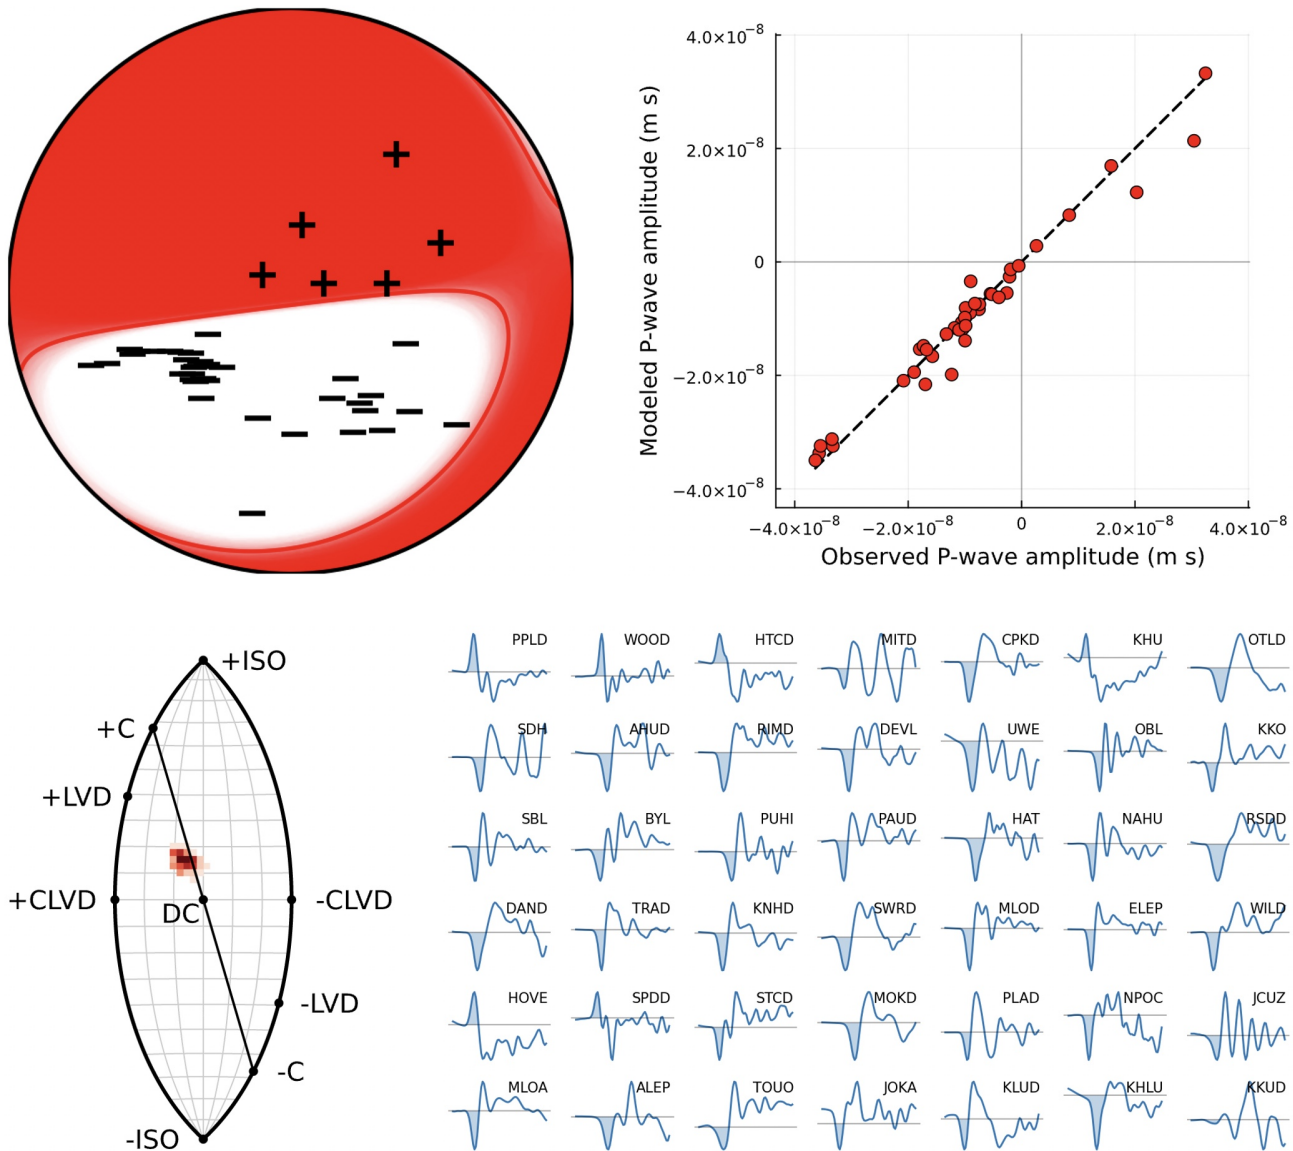 4.0×10⁻⁸
2.0×10⁻⁸
0
−2.0×10⁻⁸
−4.0×10⁻⁸
Modeled P-wave amplitude (m s)
−4.0×10⁻⁸ −2.0×10⁻⁸ 0 2.0×10⁻⁸ 4.0×10⁻⁸
Observed P-wave amplitude (m s)
+ISO
+C
+LVD
+CLVD
DC
-CLVD
-LVD
-C
-ISO
PPLD WOOD HTCD MITD CPKD KHU OTLD
SDH AHUD RIMD DEVL UWE OBL KKO
SBL BYL PUHI PAUD HAT NAHU RSDD
DAND TRAD KNHD SWRD MLOD ELEP WILD
HOVE SPDD STCD MOKD PLAD NPOC JCUZ
MLOA ALEP TOUO JOKA KLUD KHLU KKUD